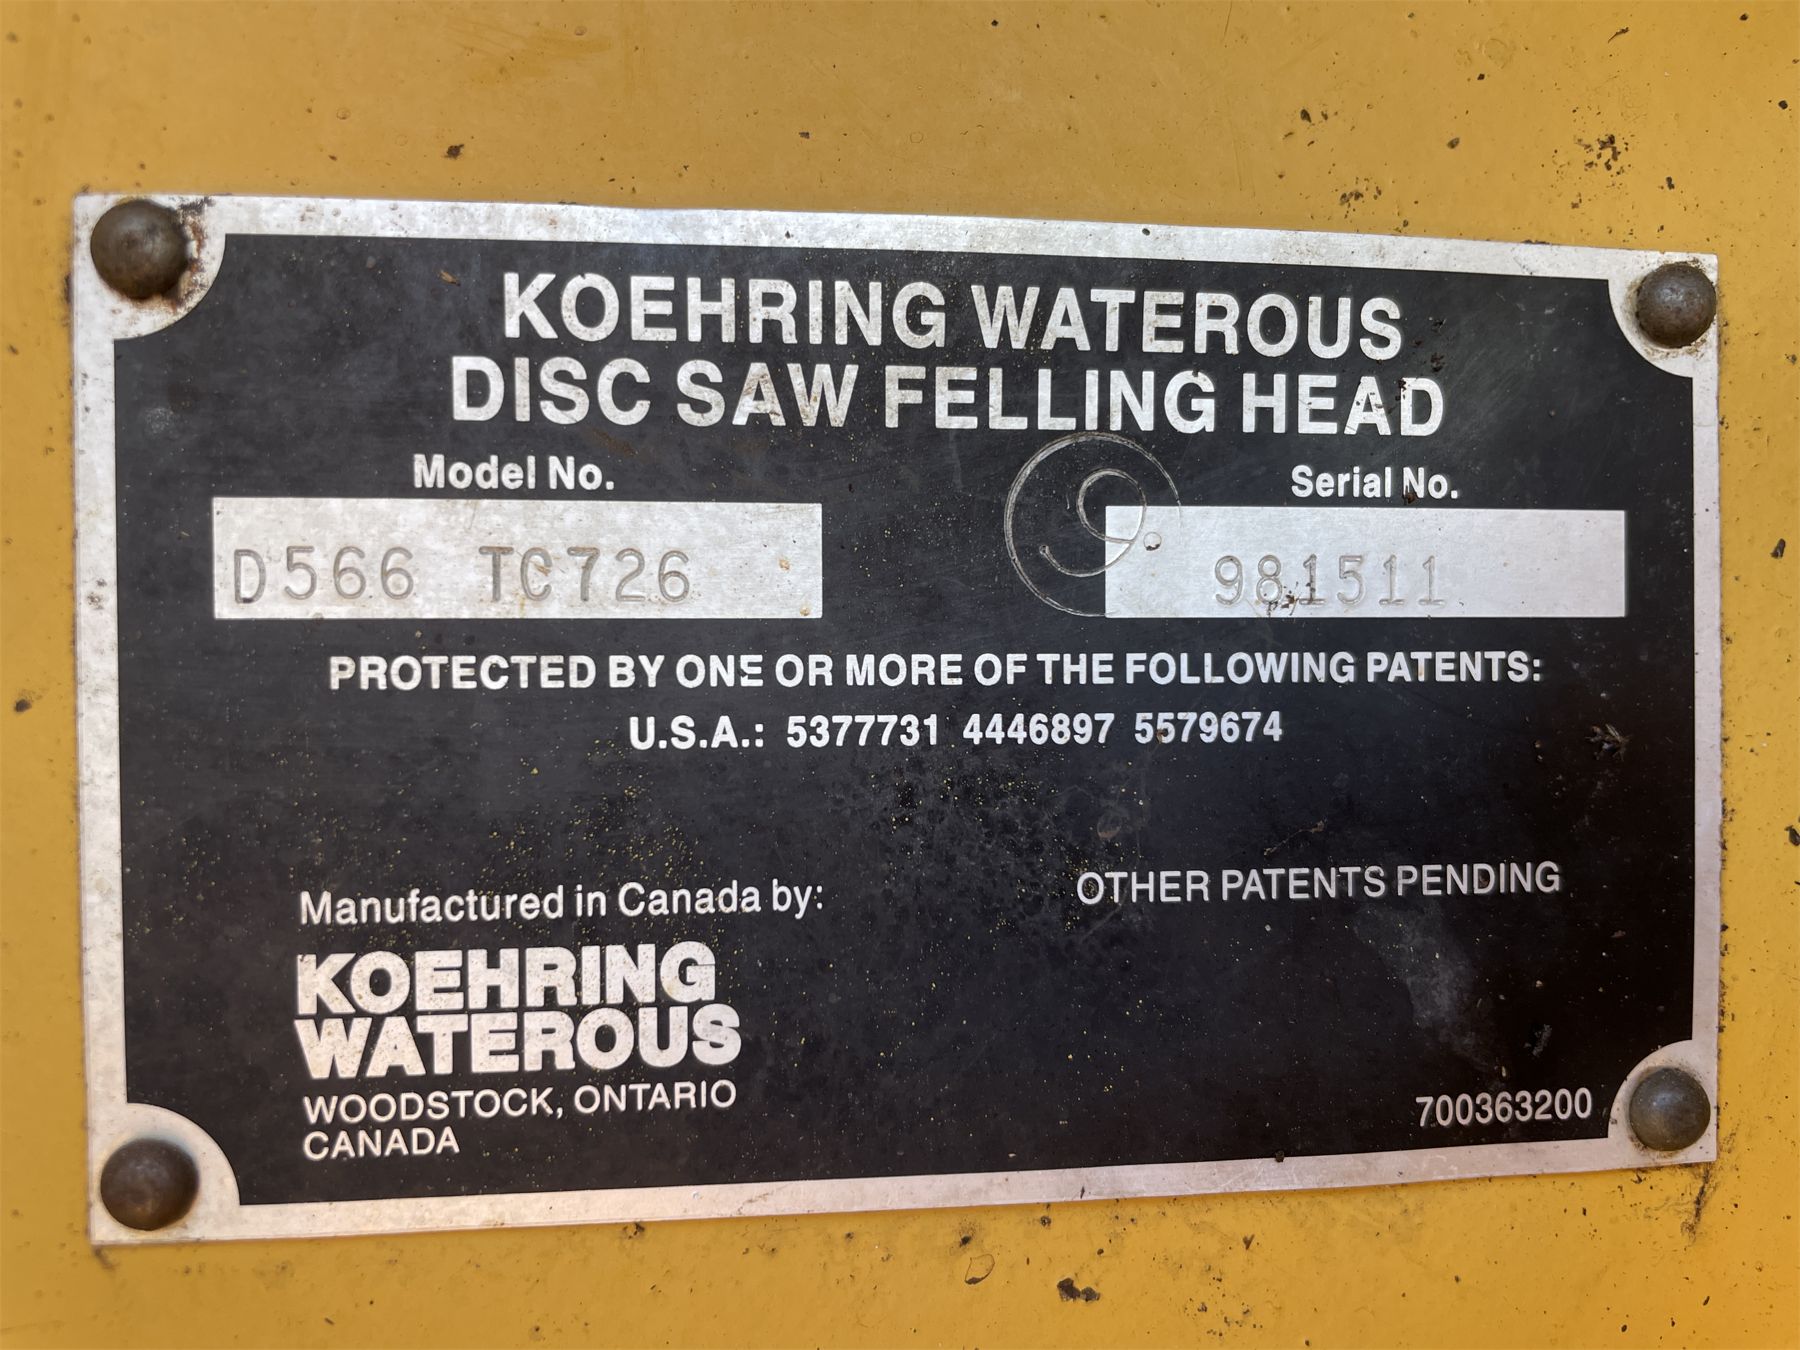 KOEHRING WATEROUS
DISC SAW FELLING HEAD
Model No.
Serial No.
D566 TC726
981511
PROTECTED BY ONE OR MORE OF THE FOLLOWING PATENTS:
U.S.A.: 5377731 4446897 5579674
OTHER PATENTS PENDING
Manufactured in Canada by:
KOEHRING
WATEROUS
WOODSTOCK, ONTARIO
CANADA
700363200